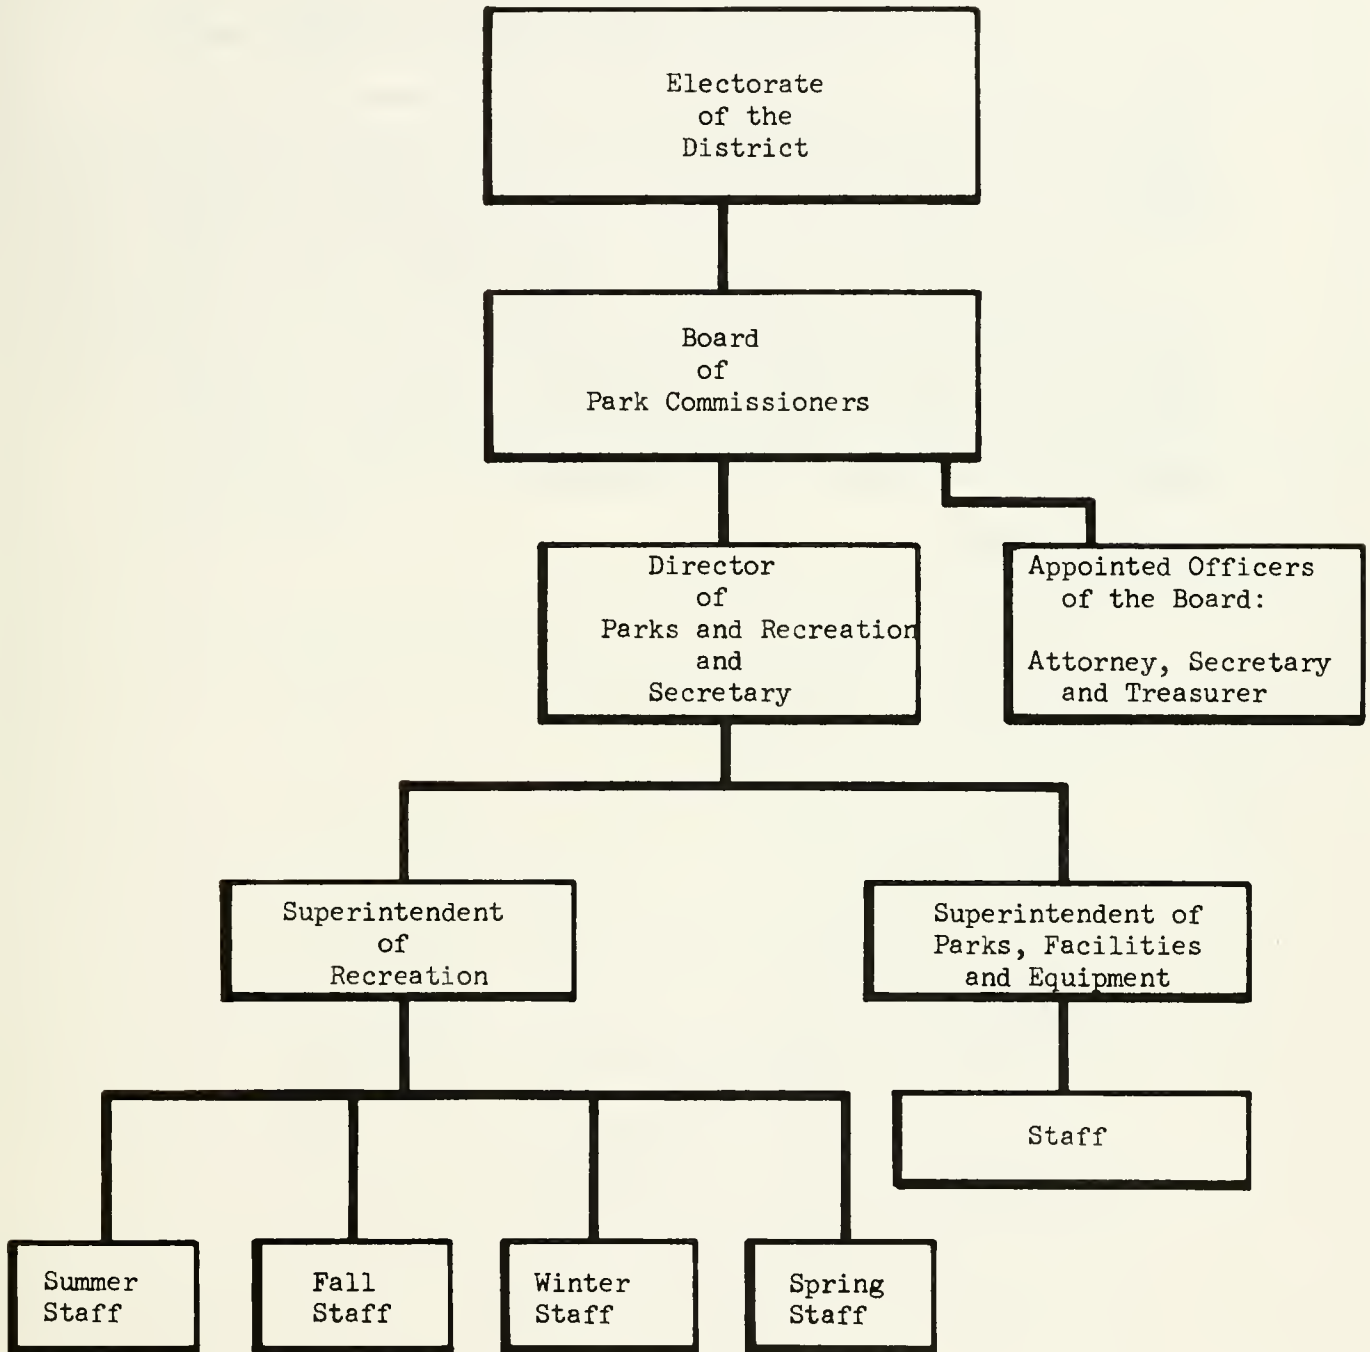 Electorate
of the
District
Board
of
Park Commissioners
Director
of
Parks and Recreation
and
Secretary
Appointed Officers
of the Board:
Attorney, Secretary
and Treasurer
Superintendent
of
Recreation
Superintendent of
Parks, Facilities
and Equipment
Staff
Summer
Staff
Fall
Staff
Winter
Staff
Spring
Staff